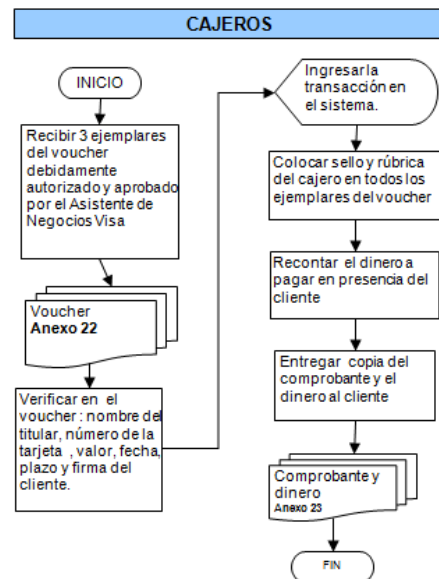 CAJEROS
INICIO
Recibir 3 ejemplares
del voucher
debidamente
autorizado y aprobado
por el Asistente de
Negocios Visa
Voucher
Anexo 22
Verificar en el
voucher : nombre del
titular, número de la
tarjeta , valor, fecha,
plazo y firma del
cliente.
Ingresar la
transacción en
el sistema.
Colocar sello y rúbrica
del cajero en todos los
ejemplares del voucher
Recontar el dinero a
pagar en presencia del
cliente
Entregar copia del
comprobante y el
dinero al cliente
Comprobante y
dinero
Anexo 23
FIN